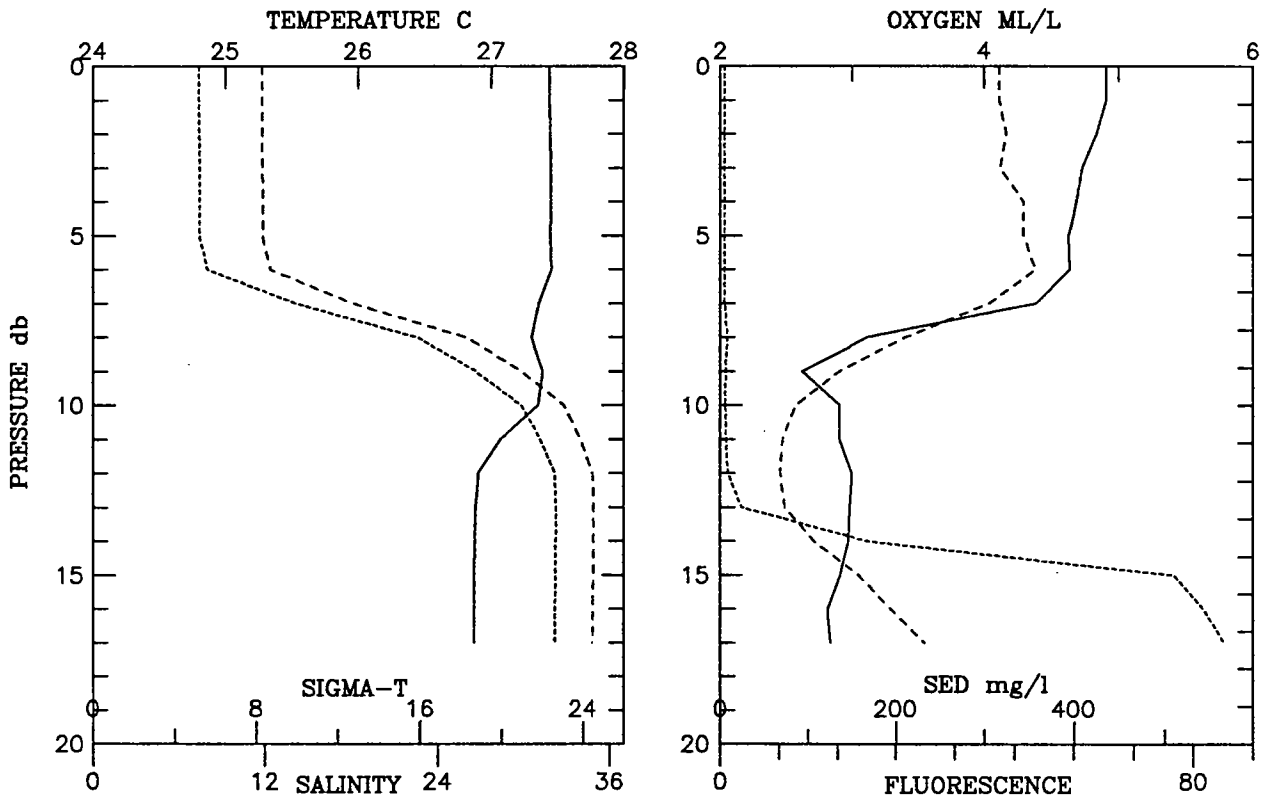 TEMPERATURE C
OXYGEN ML/L
24 25 26 27 28
2 4 6
0
5
10
15
20
PRESSURE db
0
5
10
15
20
SIGMA-T
0 8 16 24
SED mg/l
0 200 400
0 12 SALINITY 24 36
0 FLUORESCENCE 80